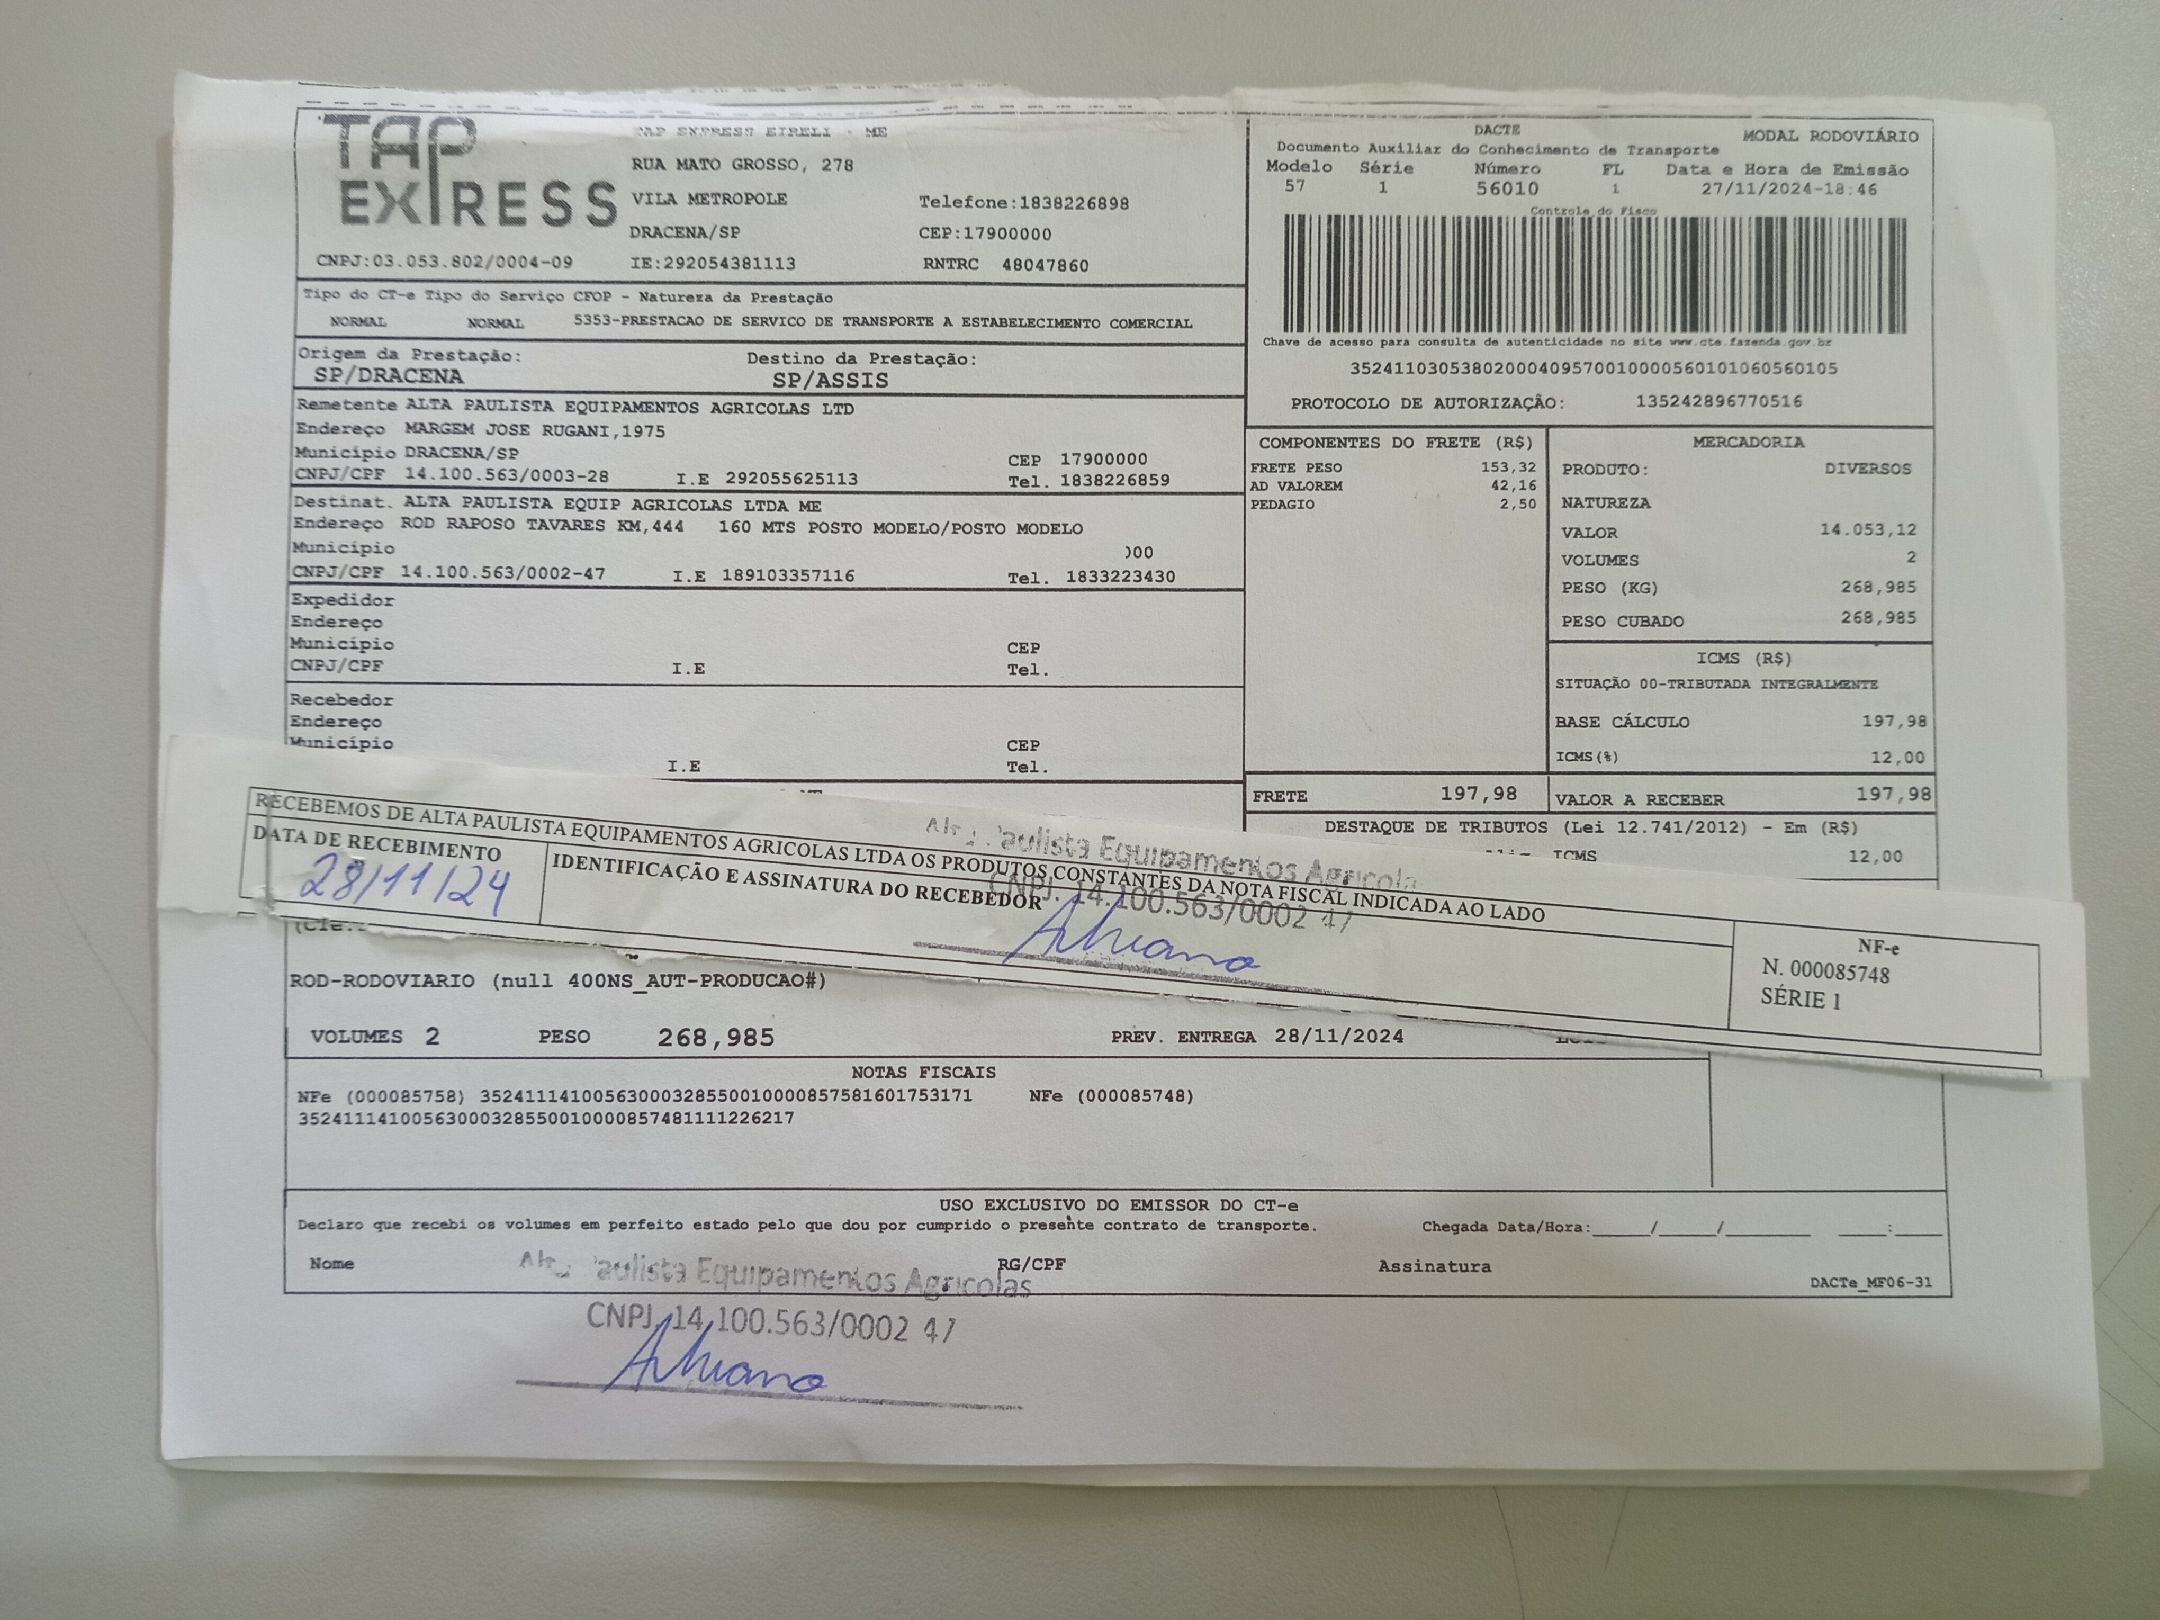 TAP
EXPRESS
TAP EXPRESS EIRELI - ME
RUA MATO GROSSO, 278
VILA METROPOLE Telefone:1838226898
DRACENA/SP CEP:17900000
CNPJ:03.053.802/0004-09 IE:292054381113 RNTRC 48047860
DACTE MODAL RODOVIÁRIO
Documento Auxiliar do Conhecimento de Transporte
Modelo Série Número FL Data e Hora de Emissão
57 1 56010 1 27/11/2024-18:46
Controle do Fisco
Chave de acesso para consulta de autenticidade no site www.cte.fazenda.gov.br
35241103053802000409570010000560101060560105
PROTOCOLO DE AUTORIZAÇÃO: 135242896770516
Tipo do CT-e Tipo do Serviço CFOP - Natureza da Prestação
NORMAL NORMAL 5353-PRESTACAO DE SERVICO DE TRANSPORTE A ESTABELECIMENTO COMERCIAL
Origem da Prestação: Destino da Prestação:
SP/DRACENA SP/ASSIS
Remetente ALTA PAULISTA EQUIPAMENTOS AGRICOLAS LTD
Endereço MARGEM JOSE RUGANI,1975
Município DRACENA/SP CEP 17900000
CNPJ/CPF 14.100.563/0003-28 I.E 292055625113 Tel. 1838226859
Destinat. ALTA PAULISTA EQUIP AGRICOLAS LTDA ME
Endereço ROD RAPOSO TAVARES KM,444 160 MTS POSTO MODELO/POSTO MODELO
Município 000
CNPJ/CPF 14.100.563/0002-47 I.E 189103357116 Tel. 1833223430
Expedidor
Endereço
Município CEP
CNPJ/CPF I.E Tel.
Recebedor
Endereço
Município CEP
I.E Tel.
COMPONENTES DO FRETE (R$)
FRETE PESO 153,32
AD VALOREM 42,16
PEDAGIO 2,50
MERCADORIA
PRODUTO: DIVERSOS
NATUREZA
VALOR 14.053,12
VOLUMES 2
PESO (KG) 268,985
PESO CUBADO 268,985
ICMS (R$)
SITUAÇÃO 00-TRIBUTADA INTEGRALMENTE
BASE CÁLCULO 197,98
ICMS(%) 12,00
FRETE 197,98 VALOR A RECEBER 197,98
DESTAQUE DE TRIBUTOS (Lei 12.741/2012) - Em (R$)
ICMS 12,00
RECEBEMOS DE ALTA PAULISTA EQUIPAMENTOS AGRICOLAS LTDA OS PRODUTOS CONSTANTES DA NOTA FISCAL INDICADA AO LADO
DATA DE RECEBIMENTO
28/11/24
IDENTIFICAÇÃO E ASSINATURA DO RECEBEDOR
Paulista Equipamentos Agricola
CNPJ. 14.100.563/0002 47
Adriano
NF-e
N. 000085748
SÉRIE 1
ROD-RODOVIARIO (null 400NS_AUT-PRODUCAO#)
VOLUMES 2 PESO 268,985 PREV. ENTREGA 28/11/2024
NOTAS FISCAIS
NFe (000085758) 35241114100563000328550010000857581601753171 NFe (000085748)
35241114100563000328550010000857481111226217
USO EXCLUSIVO DO EMISSOR DO CT-e
Declaro que recebi os volumes em perfeito estado pelo que dou por cumprido o presente contrato de transporte. Chegada Data/Hora:_____/_____/_____ ____:____
Nome RG/CPF Assinatura
DACTe_MF06-31
Paulista Equipamentos Agricolas
CNPJ. 14.100.563/0002 47
Adriano